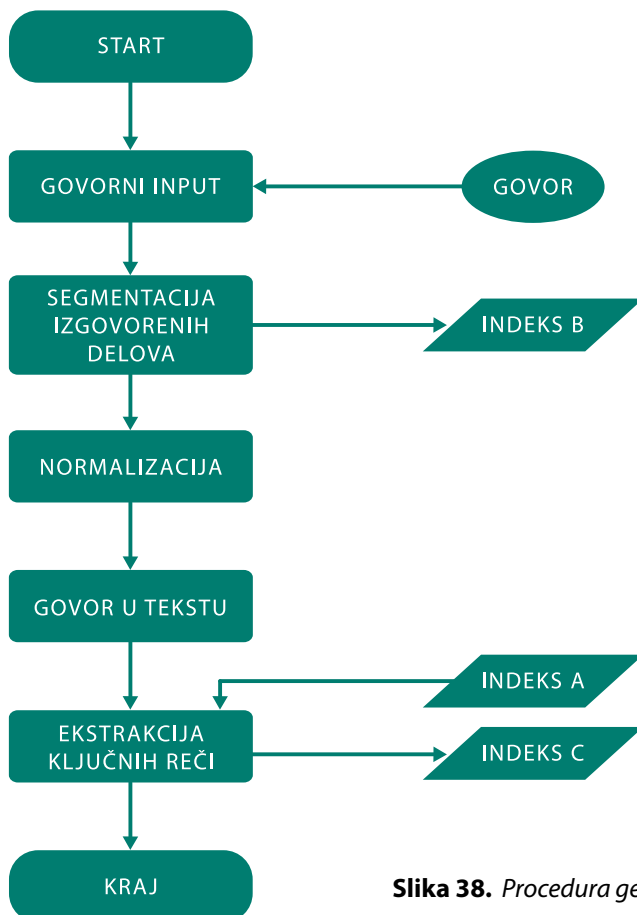 START
GOVORNI INPUT
GOVOR
SEGMENTACIJA
IZGOVORENIH
DELOVA
INDEKS B
NORMALIZACIJA
GOVOR U TEKSTU
INDEKS A
EKSTRAKCIJA
KLJUČNIH REČI
INDEKS C
KRAJ
Slika 38. Procedura